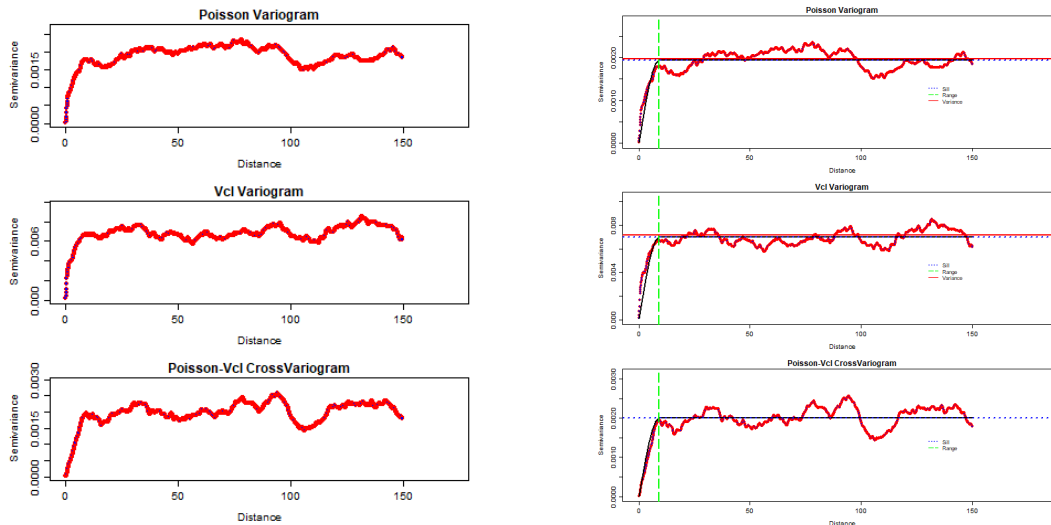 Poisson Variogram
Semivariance
0.0015
0.0000
0 50 100 150
Distance
Vcl Variogram
Semivariance
0.006
0.000
0 50 100 150
Distance
Poisson-Vcl CrossVariogram
Semivariance
0.0030
0.0015
0.0000
0 50 100 150
Distance
Poisson Variogram
Semivariance
0.0020
0.0010
0.0000
Sill
Range
Variance
0 50 100 150
Distance
Vcl Variogram
Semivariance
0.008
0.004
0.000
Sill
Range
Variance
0 50 100 150
Distance
Poisson-Vcl CrossVariogram
Semivariance
0.0030
0.0020
0.0010
0.0000
Sill
Range
0 50 100 150
Distance